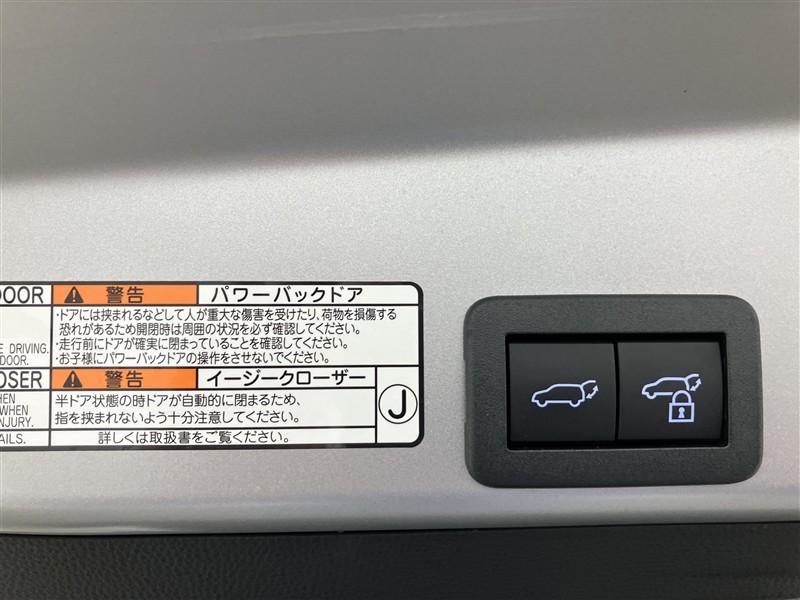 DOOR
警告 パワーバックドア
・ドアには挟まれるなどして人が重大な傷害を受けたり、荷物を損傷する
恐れがあるため開閉時は周囲の状況を必ず確認してください。
・走行前にドアが確実に閉まっていることを確認してください。
・お子様にパワーバックドアの操作をさせないでください。
DRIVING.
DOOR.
OSER
警告 イージークローザー
WHEN
NJURY.
半ドア状態の時ドアが自動的に閉まるため、
指を挟まれないよう十分注意してください。
J
AILS.
詳しくは取扱書をご覧ください。